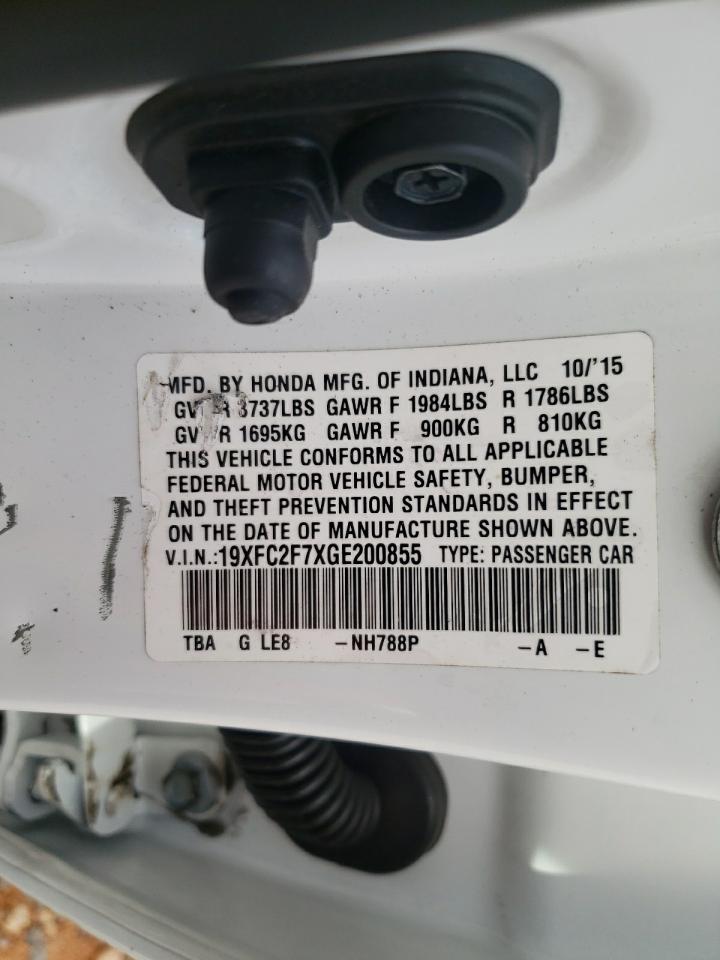 MFD. BY HONDA MFG. OF INDIANA, LLC 10/'15
GVWR 3737LBS GAWR F 1984LBS R 1786LBS
GVWR 1695KG GAWR F 900KG R 810KG
THIS VEHICLE CONFORMS TO ALL APPLICABLE
FEDERAL MOTOR VEHICLE SAFETY, BUMPER,
AND THEFT PREVENTION STANDARDS IN EFFECT
ON THE DATE OF MANUFACTURE SHOWN ABOVE.
V.I.N.:19XFC2F7XGE200855 TYPE: PASSENGER CAR
TBA G LE8 -NH788P -A -E